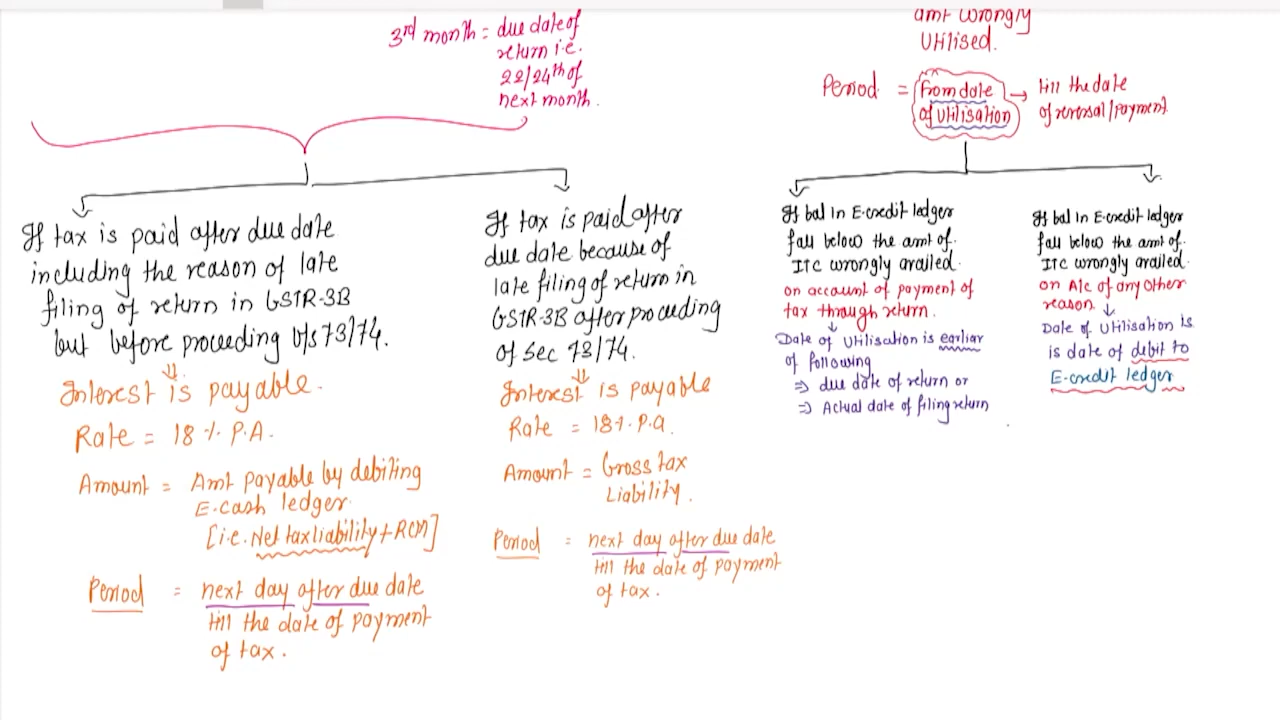 3rd month = due date of
return i.e.
22/24th of
next month.
amt wrongly
Utilised.
Period = From date
of Utilisation → till the date
of reversal/payment
If tax is paid after due date
including the reason of late
filing of return in GSTR-3B
but before proceeding U/s 73/74.
⇓
Interest is payable.
Rate = 18 % P.A.
Amount = Amt payable by debiting
E-cash ledger
[i.e. Net tax liability + RCM]
Period = next day after due date
till the date of payment
of tax.
If tax is paid after
due date because of
late filing of return in
GSTR-3B after proceeding
of Sec 73/74.
⇓
Interest is payable
Rate = 18% P.a.
Amount = Gross tax
Liability.
Period = next day after due date
till the date of payment
of tax.
If bal in E-credit ledger
fall below the amt of
ITC wrongly availed
on account of payment of
tax through return.
↓
Date of Utilisation is earliar
of following
⇒ due date of return or
⇒ Actual date of filing return
If bal in E-credit ledger
fall below the amt of
ITC wrongly availed
on A/c of any other
reason ↓
Date of Utilisation is
is date of debit to
E-credit ledger